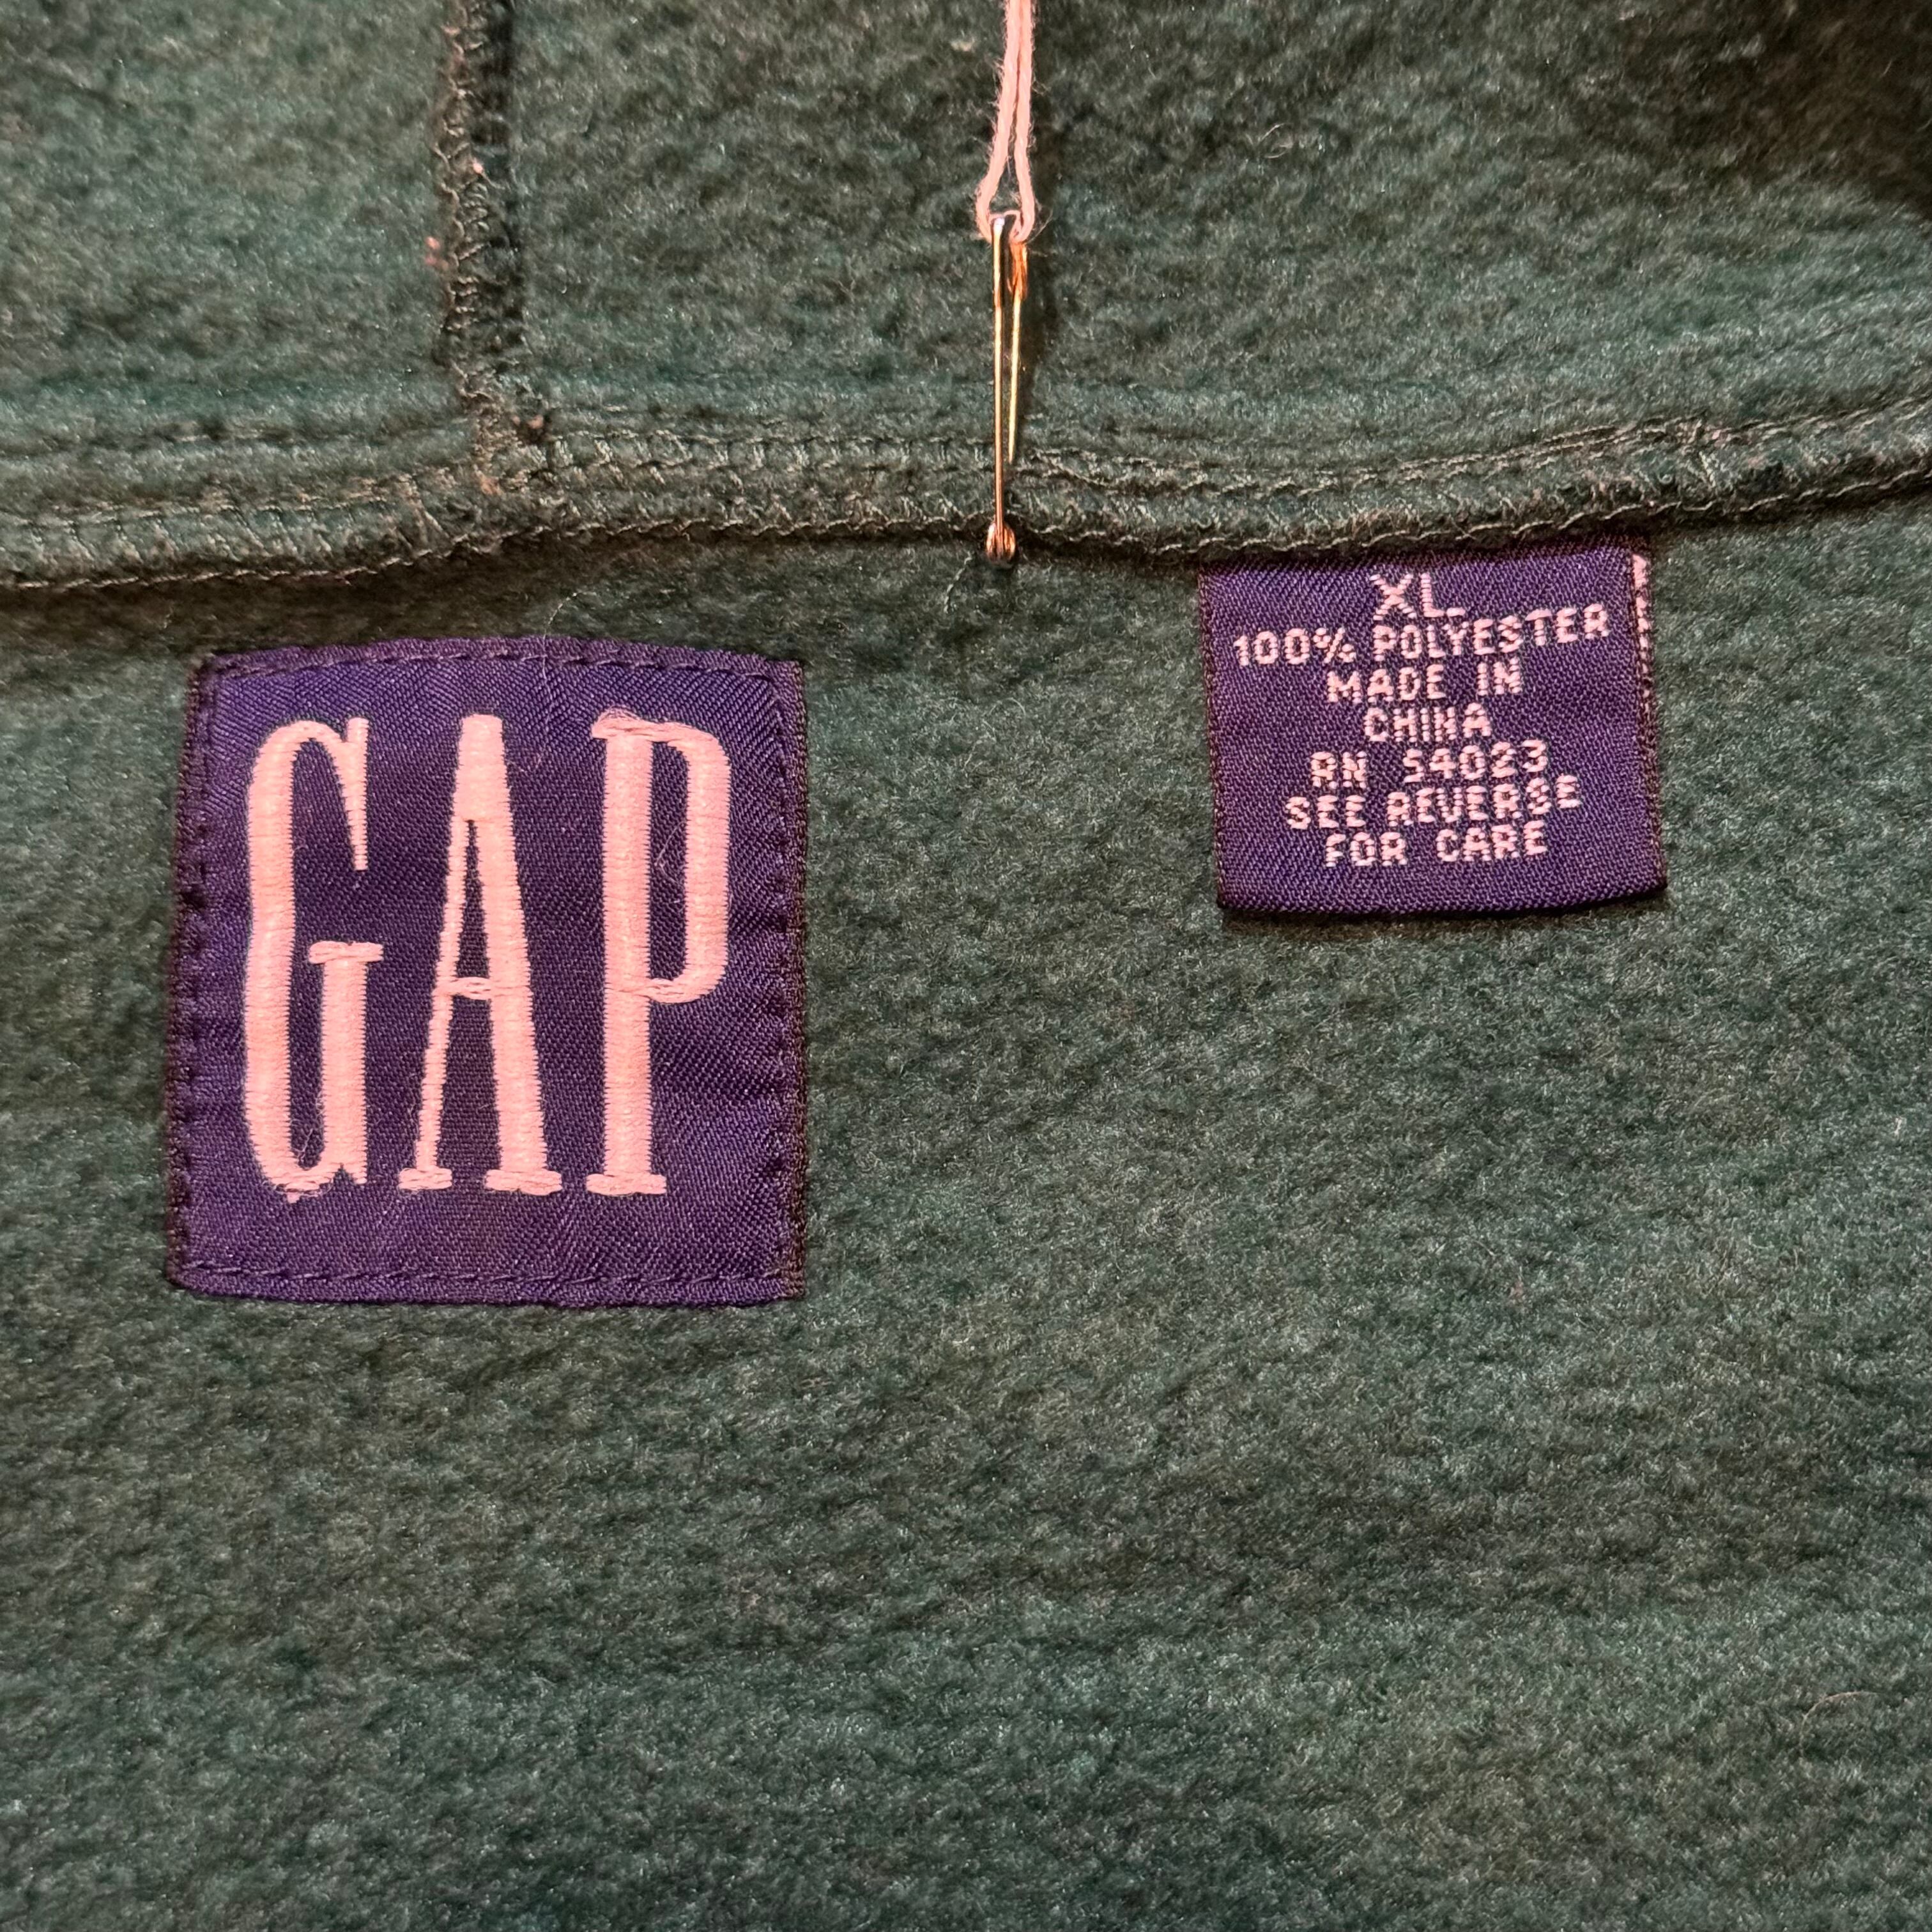 GAP
XL
100% POLYESTER
MADE IN
CHINA
RN 54023
SEE REVERSE
FOR CARE